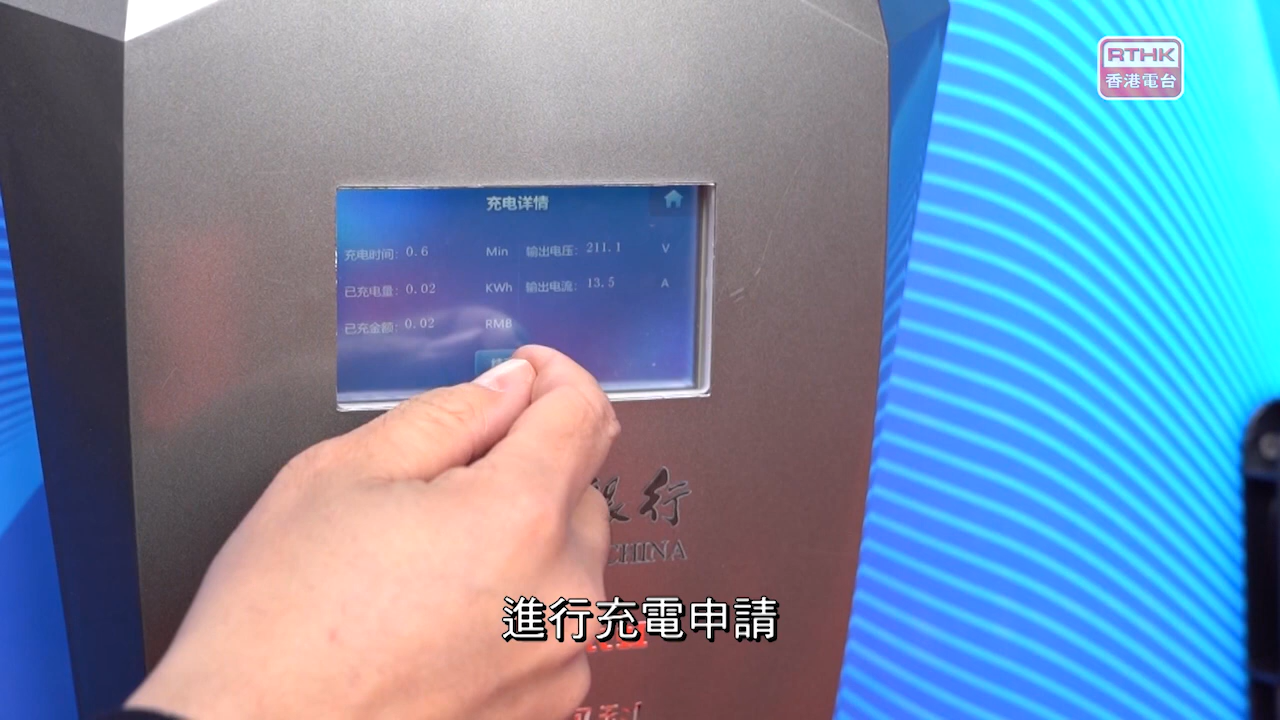 RTHK
香港電台
充电详情
充电时间: 0.6 Min 输出电压: 211.1 V
已充电量: 0.02 KWh 输出电流: 13.5 A
已充金额: 0.02 RMB
银行
CHINA
進行充電申請